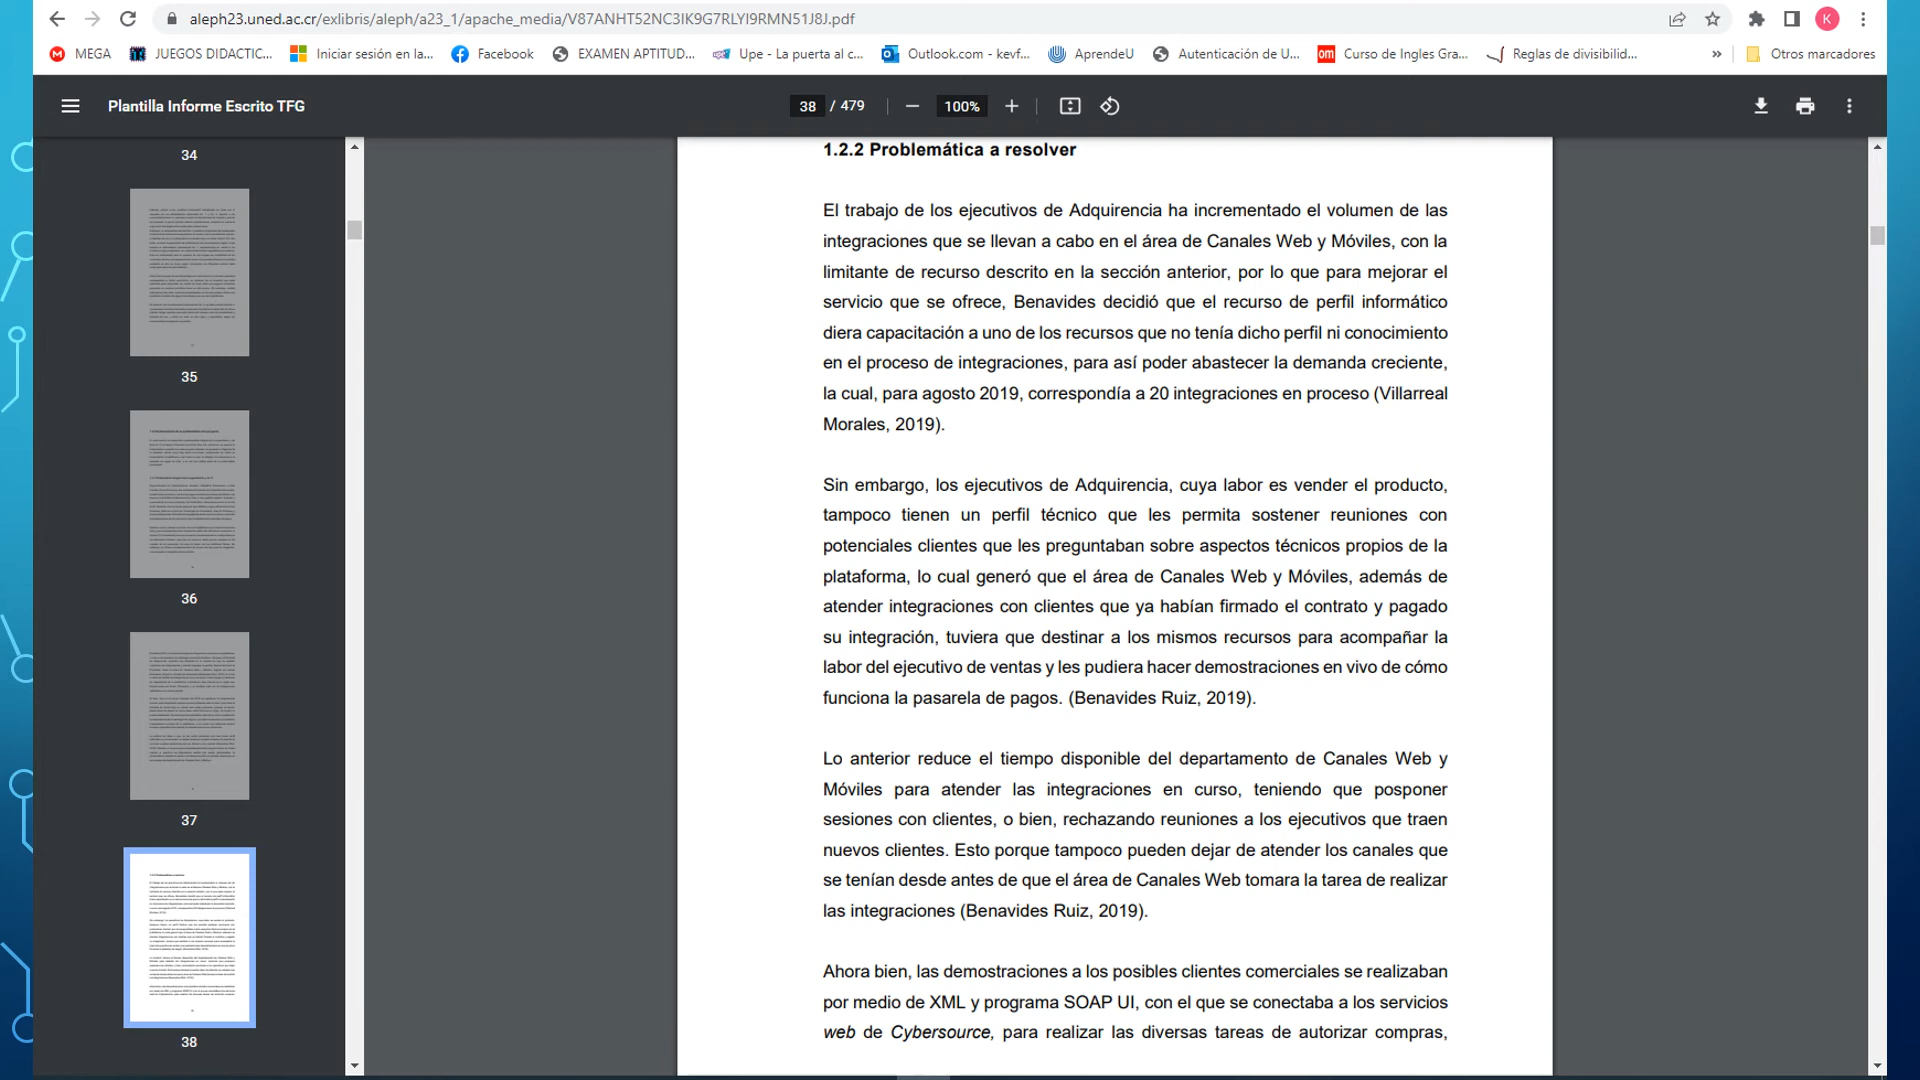 aleph23.uned.ac.cr/exlibris/aleph/a23_1/apache_media/V87ANHT52NC3IK9G7RLYI9RMN51J8J.pdf
K
MEGA
JUEGOS DIDACTIC...
Iniciar sesión en la...
Facebook
EXAMEN APTITUD...
Upe - La puerta al c...
Outlook.com - kevf...
AprendeU
Autenticación de U...
om
Curso de Ingles Gra...
Reglas de divisibilid...
»
Otros marcadores
Plantilla Informe Escrito TFG
38 / 479
100%
34
35
36
37
38
1.2.2 Problemática a resolver
El trabajo de los ejecutivos de Adquirencia ha incrementado el volumen de las
integraciones que se llevan a cabo en el área de Canales Web y Móviles, con la
limitante de recurso descrito en la sección anterior, por lo que para mejorar el
servicio que se ofrece, Benavides decidió que el recurso de perfil informático
diera capacitación a uno de los recursos que no tenía dicho perfil ni conocimiento
en el proceso de integraciones, para así poder abastecer la demanda creciente,
la cual, para agosto 2019, correspondía a 20 integraciones en proceso (Villarreal
Morales, 2019).
Sin embargo, los ejecutivos de Adquirencia, cuya labor es vender el producto,
tampoco tienen un perfil técnico que les permita sostener reuniones con
potenciales clientes que les preguntaban sobre aspectos técnicos propios de la
plataforma, lo cual generó que el área de Canales Web y Móviles, además de
atender integraciones con clientes que ya habían firmado el contrato y pagado
su integración, tuviera que destinar a los mismos recursos para acompañar la
labor del ejecutivo de ventas y les pudiera hacer demostraciones en vivo de cómo
funciona la pasarela de pagos. (Benavides Ruiz, 2019).
Lo anterior reduce el tiempo disponible del departamento de Canales Web y
Móviles para atender las integraciones en curso, teniendo que posponer
sesiones con clientes, o bien, rechazando reuniones a los ejecutivos que traen
nuevos clientes. Esto porque tampoco pueden dejar de atender los canales que
se tenían desde antes de que el área de Canales Web tomara la tarea de realizar
las integraciones (Benavides Ruiz, 2019).
Ahora bien, las demostraciones a los posibles clientes comerciales se realizaban
por medio de XML y programa SOAP UI, con el que se conectaba a los servicios
web de Cybersource, para realizar las diversas tareas de autorizar compras,